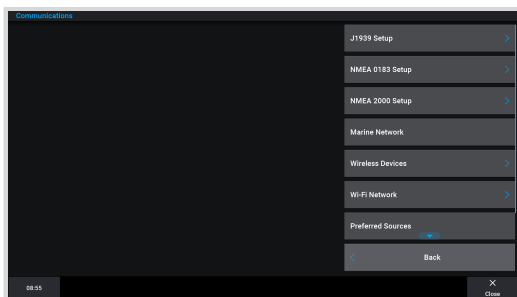 Communications
J1939 Setup
NMEA 0183 Setup
NMEA 2000 Setup
Marine Network
Wireless Devices
Wi-Fi Network
Preferred Sources
Back
08:55
Close